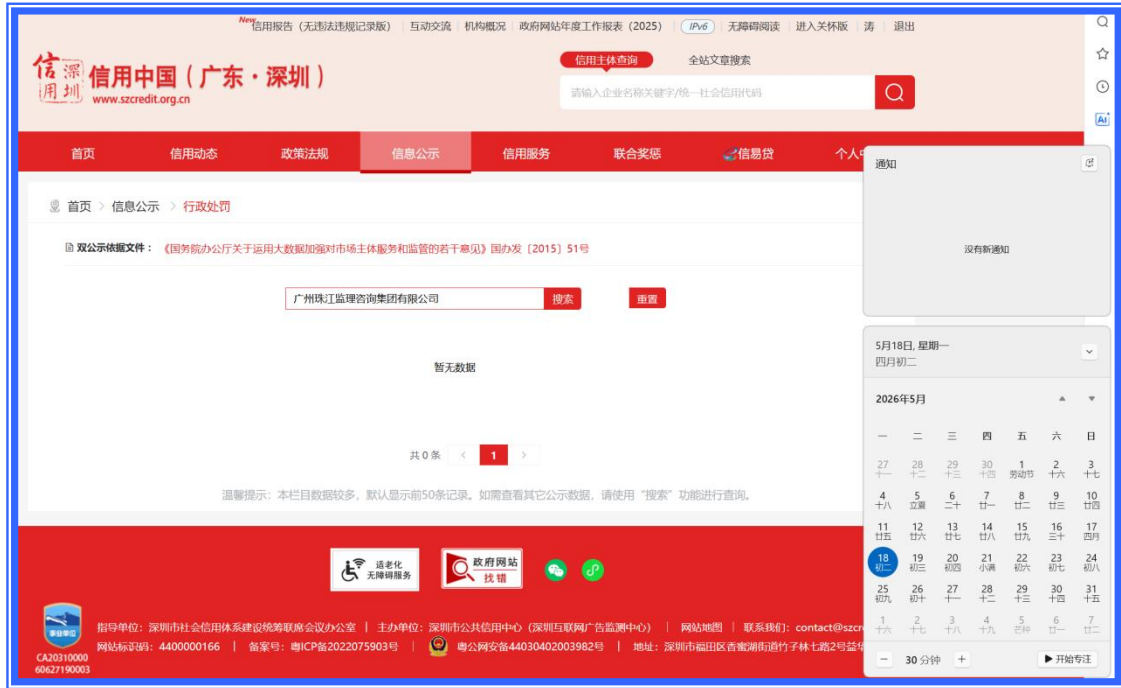 New信用报告（无违法违规记录版） 互动交流 机构概况 政府网站年度工作报表（2025） IPv6 无障碍阅读 进入关怀版 涛 退出
信用深圳
信用中国（广东·深圳）
www.szcredit.org.cn
信用主体查询 全站文章搜索
请输入企业名称关键字/统一社会信用代码
AI
首页 信用动态 政策法规 信息公示 信用服务 联合奖惩 信易贷 个人中
首页 > 信息公示 > 行政处罚
双公示依据文件： 《国务院办公厅关于运用大数据加强对市场主体服务和监管的若干意见》国办发〔2015〕51号
广州珠江监理咨询集团有限公司 搜索 重置
暂无数据
共 0 条 < 1 >
温馨提示：本栏目数据较多，默认显示前50条记录。如需查看其它公示数据，请使用“搜索”功能进行查询。
适老化
无障碍服务
政府网站
找错
事业单位
CA20310000
60627190003
指导单位：深圳市社会信用体系建设统筹联席会议办公室 | 主办单位：深圳市公共信用中心（深圳互联网广告监测中心） | 网站地图 | 联系我们：contact@szcre
网站标识码：4400000166 | 备案号：粤ICP备2022075903号 | 粤公网安备44030402003982号 | 地址：深圳市福田区香蜜湖街道竹子林七路2号益华
通知
没有新通知
5月18日, 星期一
四月初二
2026年5月
一 二 三 四 五 六 日
27 28 29 30 1 2 3
十一 十二 十三 十四 劳动节 十六 十七
4 5 6 7 8 9 10
十八 立夏 二十 廿一 廿二 廿三 廿四
11 12 13 14 15 16 17
廿五 廿六 廿七 廿八 廿九 三十 四月
18 19 20 21 22 23 24
初二 初三 初四 小满 初六 初七 初八
25 26 27 28 29 30 31
初九 初十 十一 十二 十三 十四 十五
1 2 3 4 5 6 7
十六 十七 十八 十九 芒种 廿一 廿二
− 30 分钟 + ▶ 开始专注